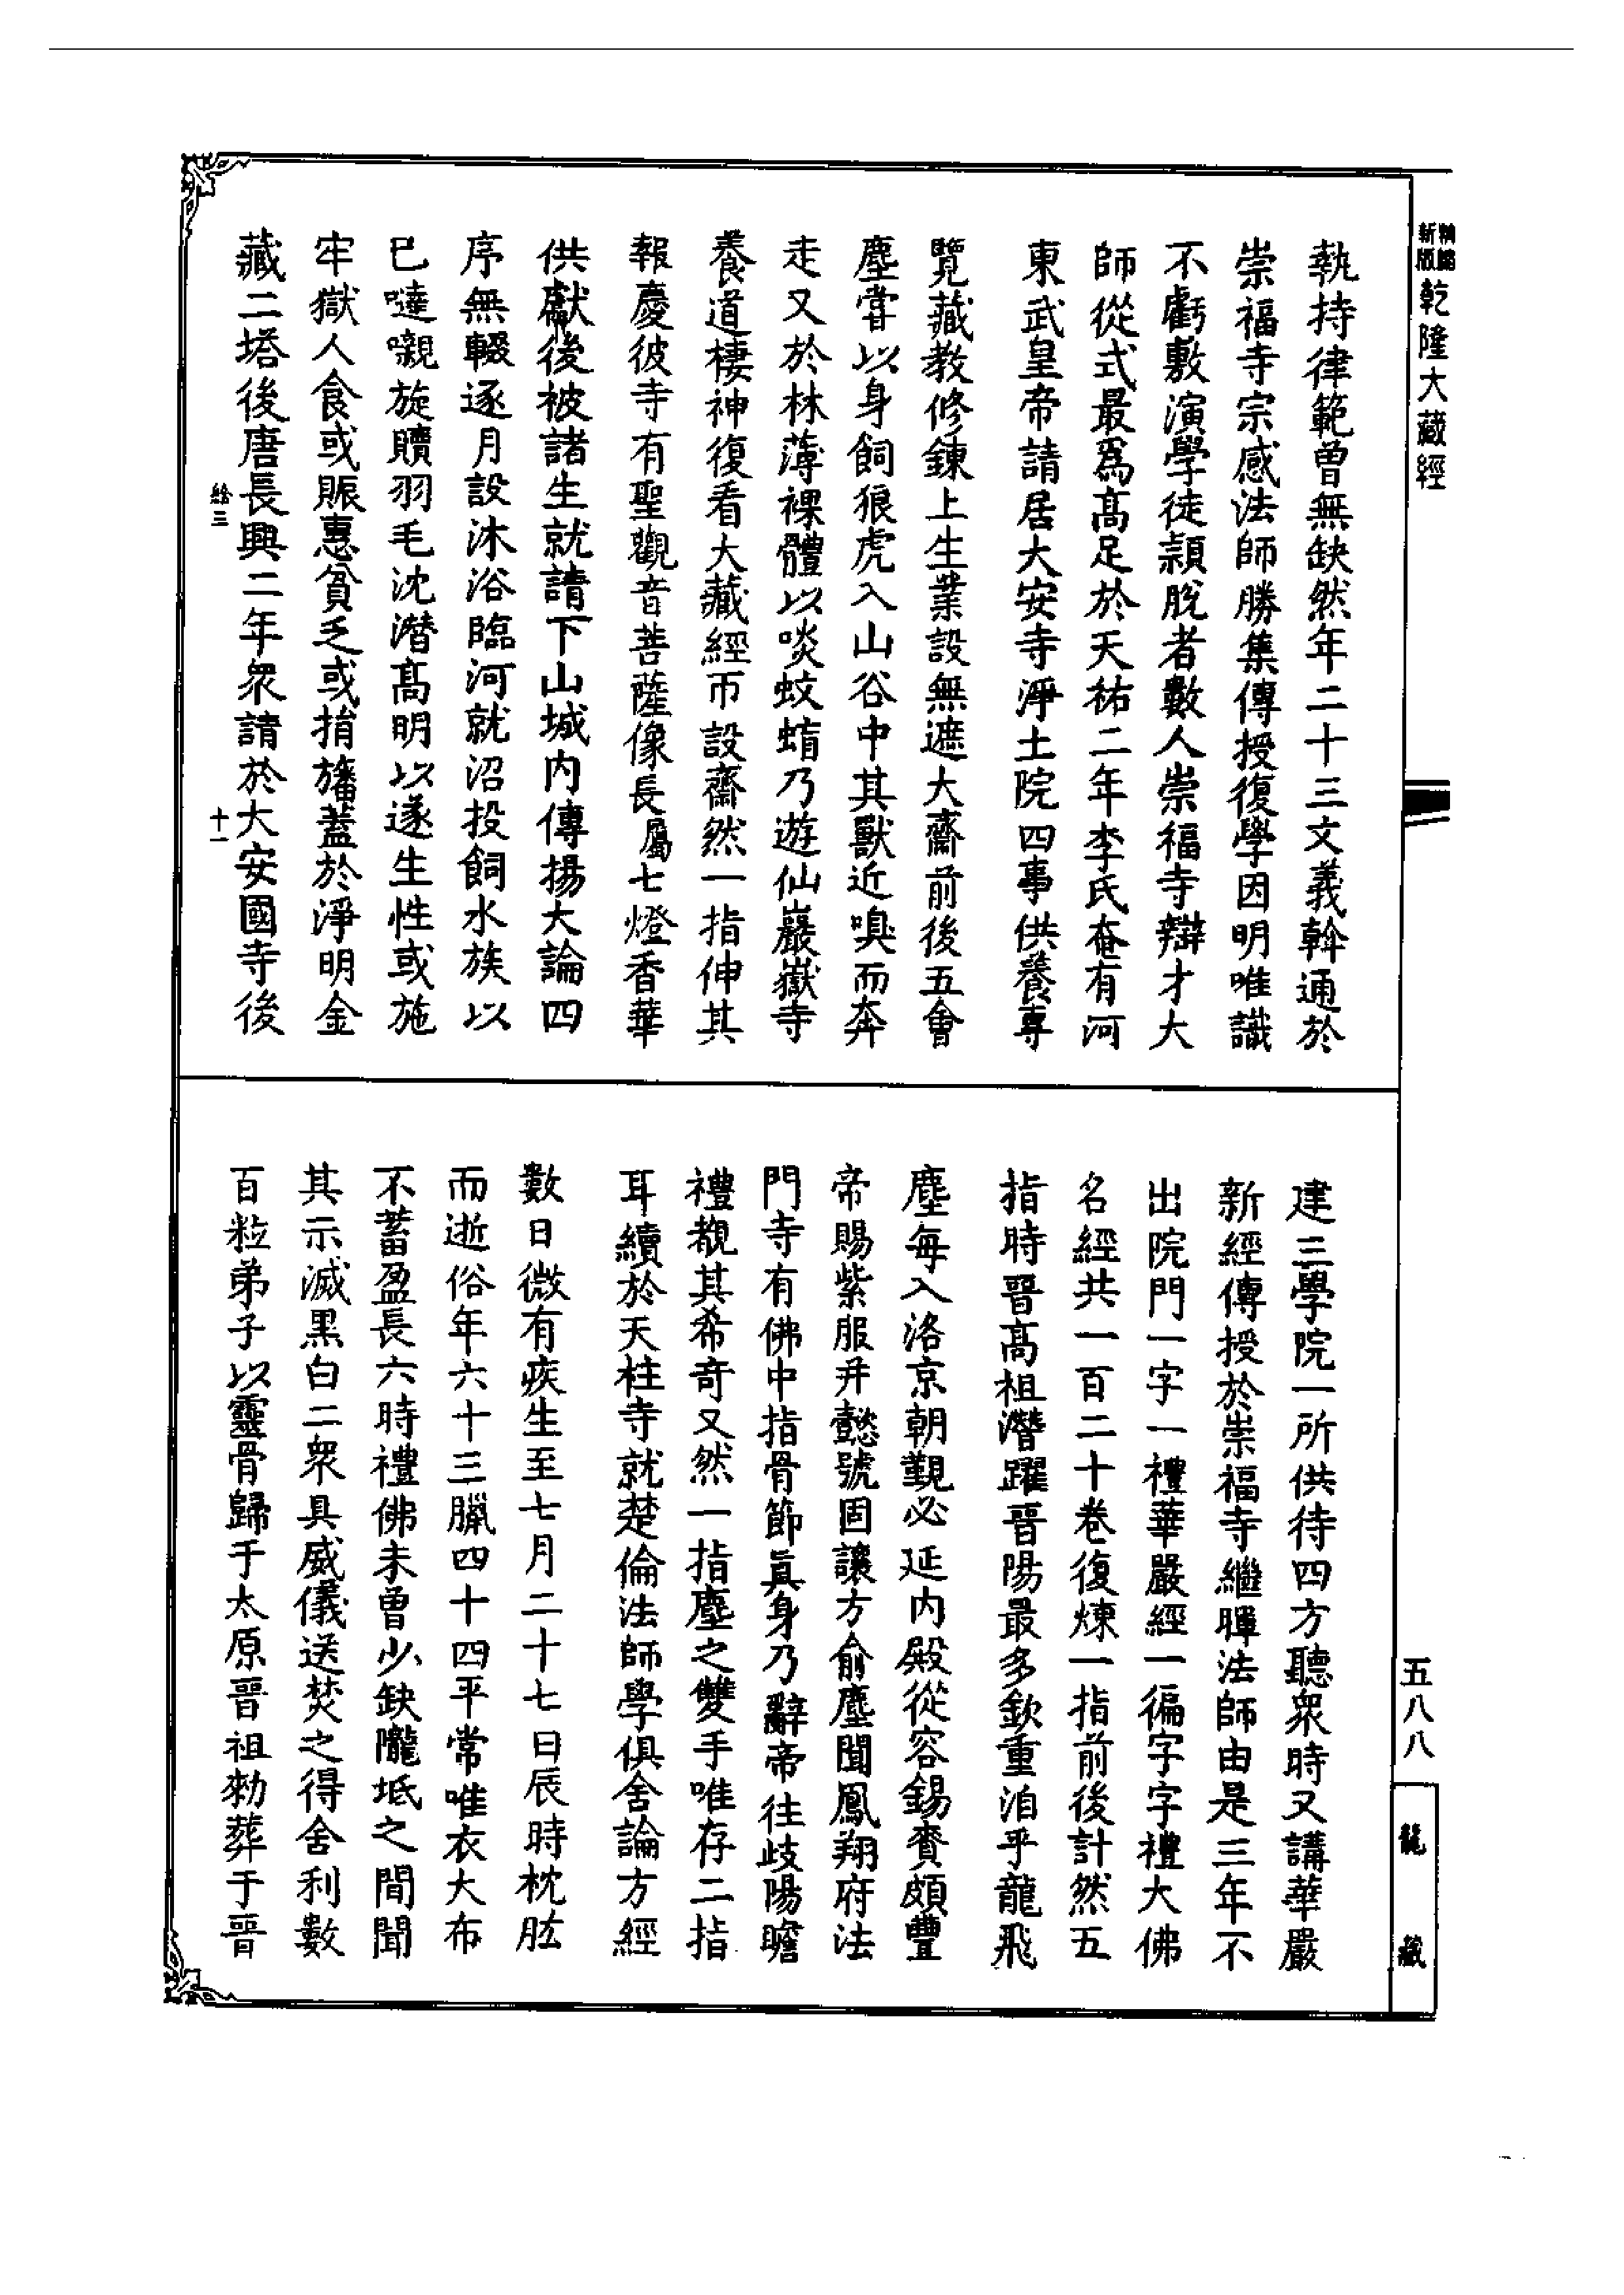 新版
精縮
乾隆大藏經
執持律範曾無缺然年二十三文義斡通於
崇福寺宗感法師勝集傳授復學因明唯識
不虧敷演學徒穎脫者數人崇福寺辯才大
師從式最爲高足於天祐二年李氏奄有河
東武皇帝請居大安寺淨土院四事供養專
覽藏教修鍊上生業設無遮大齋前後五會
塵嘗以身飼狼虎入山谷中其獸近嗅而奔
走又於林薄裸體以啖蚊蝱乃遊仙巖嶽寺
養道棲神復看大藏經帀設齋然一指伸其
報慶彼寺有聖觀音菩薩像長屬七燈香華
供獻後被諸生就請下山城內傳揚大論四
序無輟逐月設沐浴臨河就沼投飼水族以
已噠嚫旋贖羽毛沈潛高明以遂生性或施
牢獄人食或賑惠貧乏或捎旛蓋於淨明金
藏二塔後唐長興二年衆請於大安國寺後
給三
十一
建三學院一所供待四方聽衆時又講華嚴
新經傳授於崇福寺繼暉法師由是三年不
出院門一字一禮華嚴經一徧字字禮大佛
名經共一百二十卷復煉一指前後計然五
指時晉高祖潛躍晉陽最多欽重洎乎龍飛
塵每入洛京朝覲必延內殿從容錫賚頗豐
帝賜紫服并懿號固讓方俞塵聞鳳翔府法
門寺有佛中指骨節眞身乃辭帝往歧陽瞻
禮覩其希奇又然一指塵之雙手唯存二指
耳續於天柱寺就楚倫法師學俱舍論方經
數日微有疾生至七月二十七日辰時枕肱
而逝俗年六十三臘四十四平常唯衣大布
不蓄盈長六時禮佛未曾少缺隴坻之間聞
其示滅黑白二衆具威儀送焚之得舍利數
百粒弟子以靈骨歸于太原晉祖勑葬于晉
五八八
龍藏